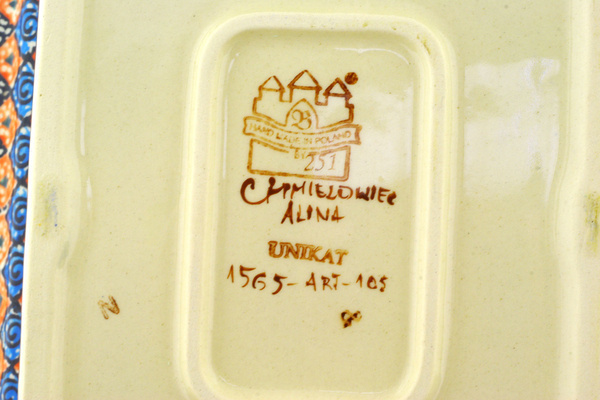 B
HAND MADE IN POLAND
251
CHMIELOWIEC
ALINA
UNIKAT
1565-ART-105
N